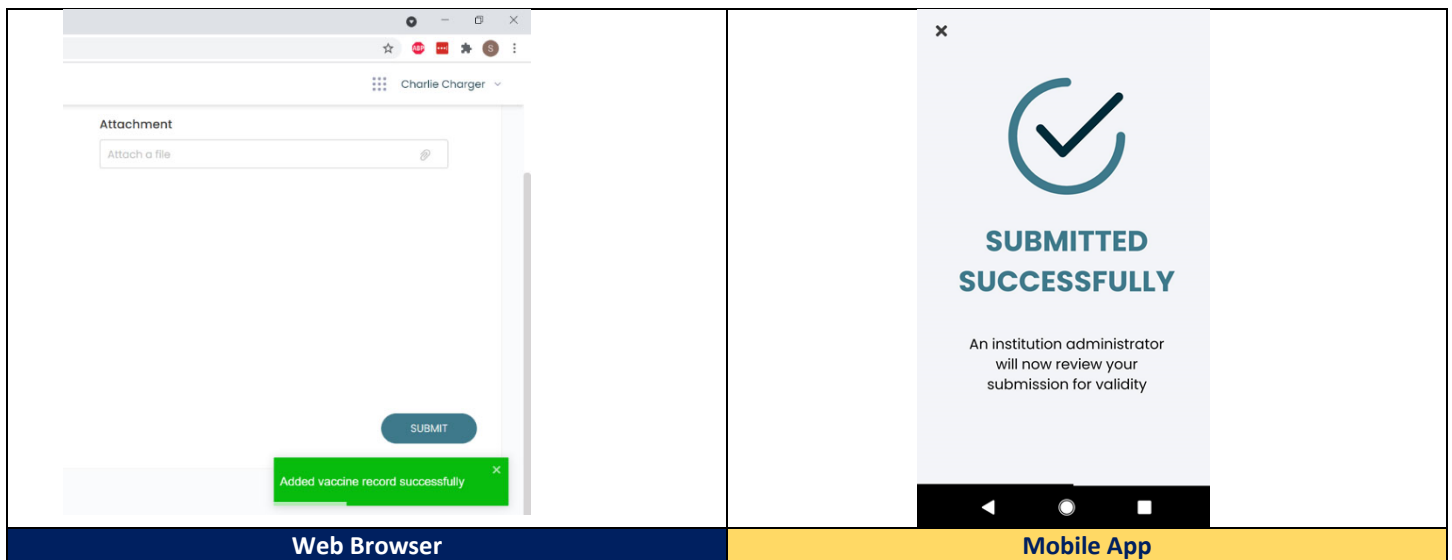 ABP
S
Charlie Charger
Attachment
Attach a file
SUBMIT
Added vaccine record successfully
SUBMITTED
SUCCESSFULLY
An institution administrator
will now review your
submission for validity
Web Browser
Mobile App